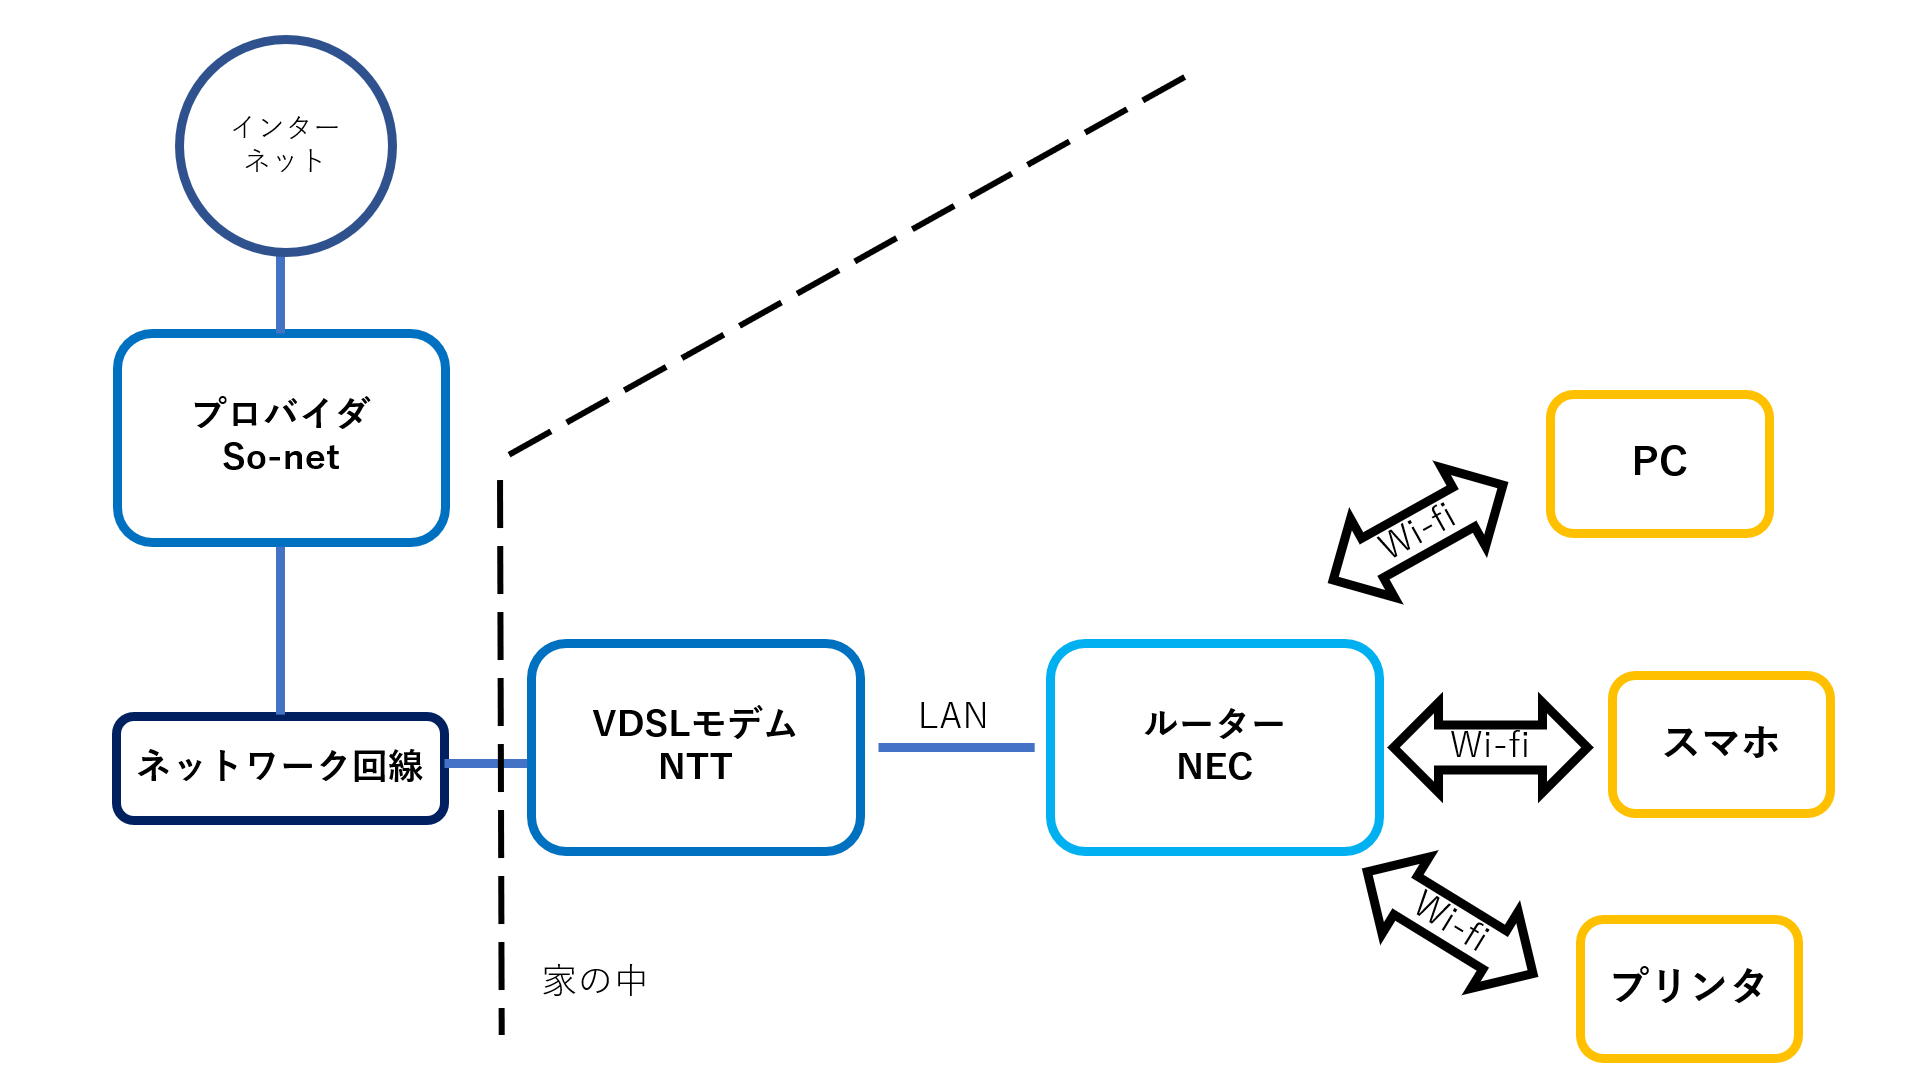 インター
ネット
プロバイダ
So-net
ネットワーク回線
VDSLモデム
NTT
LAN
ルーター
NEC
Wi-fi
PC
Wi-fi
スマホ
Wi-fi
プリンタ
家の中